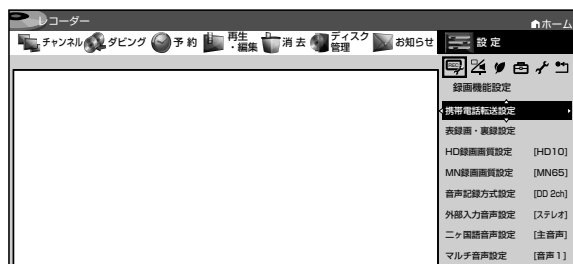 レコーダー
ホーム
チャンネル ダビング 予約 再生・編集 消去 ディスク管理 お知らせ 設定
録画機能設定
携帯電話転送設定
表録画・裏録設定
HD録画画質設定 [HD10]
MN録画画質設定 [MN65]
音声記録方式設定 [DD 2ch]
外部入力音声設定 [ステレオ]
二ヶ国語音声設定 [主音声]
マルチ音声設定 [音声1]